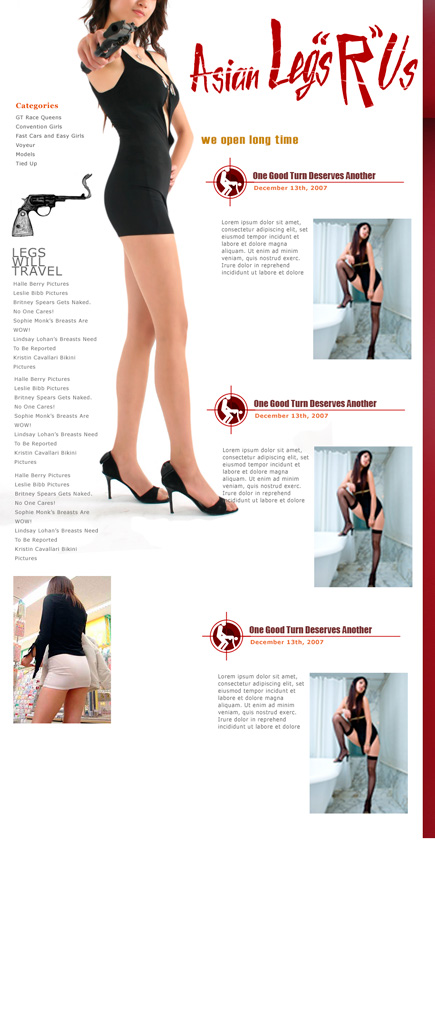 Asian Leg"s "R" Us
Categories
GT Race Queens
Convention Girls
Fast Cars and Easy Girls
Voyeur
Models
Tied Up
we open long time
One Good Turn Deserves Another
December 13th, 2007
Lorem ipsum dolor sit amet,
consectetur adipiscing elit, sed
eiusmod tempor incidunt et
labore et dolore magna
aliquam. Ut enim ad minim
veniam, quis nostrud exerc.
Irure dolor in reprehend
incididunt ut labore et dolore
LEGS
WILL
TRAVEL
Halle Berry Pictures
Leslie Bibb Pictures
Britney Spears Gets Naked.
No One Cares!
Sophie Monk's Breasts Are
WOW!
Lindsay Lohan's Breasts Need
To Be Reported
Kristin Cavallari Bikini
Pictures
Halle Berry Pictures
Leslie Bibb Pictures
Britney Spears Gets Naked.
No One Cares!
Sophie Monk's Breasts Are
WOW!
Lindsay Lohan's Breasts Need
To Be Reported
Kristin Cavallari Bikini
Pictures
Halle Berry Pictures
Leslie Bibb Pictures
Britney Spears Gets Naked.
No One Cares!
Sophie Monk's Breasts Are
WOW!
Lindsay Lohan's Breasts Need
To Be Reported
Kristin Cavallari Bikini
Pictures
One Good Turn Deserves Another
December 13th, 2007
Lorem ipsum dolor sit amet,
consectetur adipiscing elit, sed
eiusmod tempor incidunt et
labore et dolore magna
aliquam. Ut enim ad minim
veniam, quis nostrud exerc.
Irure dolor in reprehend
incididunt ut labore et dolore
One Good Turn Deserves Another
December 13th, 2007
Lorem ipsum dolor sit amet,
consectetur adipiscing elit, sed
eiusmod tempor incidunt et
labore et dolore magna
aliquam. Ut enim ad minim
veniam, quis nostrud exerc.
Irure dolor in reprehend
incididunt ut labore et dolore